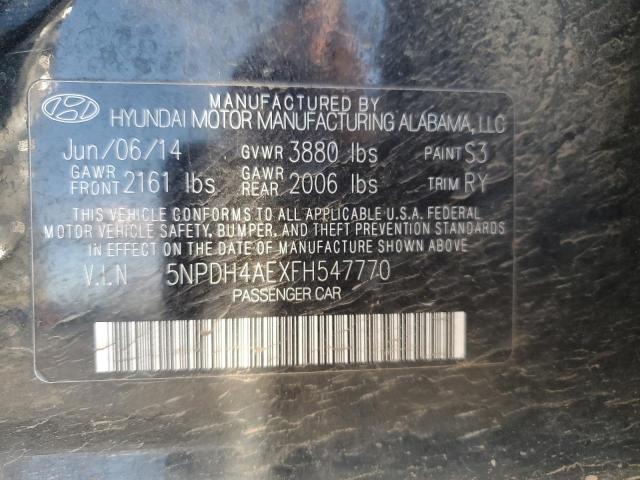 MANUFACTURED BY
HYUNDAI MOTOR MANUFACTURING ALABAMA, LLC
Jun/06/14 GVWR 3880 lbs PAINT S3
GAWR FRONT 2161 lbs GAWR REAR 2006 lbs TRIM RY
THIS VEHICLE CONFORMS TO ALL APPLICABLE U.S.A. FEDERAL
MOTOR VEHICLE SAFETY, BUMPER, AND THEFT PREVENTION STANDARDS
IN EFFECT ON THE DATE OF MANUFACTURE SHOWN ABOVE.
V.I.N 5NPDH4AEXFH547770
PASSENGER CAR